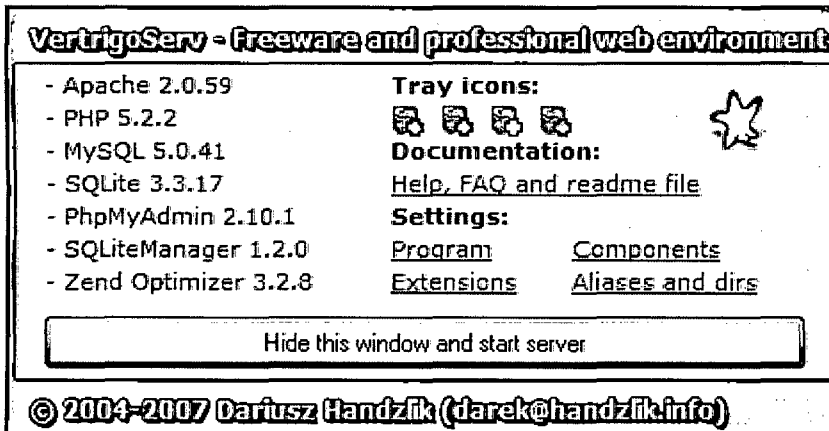 VertrigoServ - Freeware and professional web environment
- Apache 2.0.59
- PHP 5.2.2
- MySQL 5.0.41
- SQLite 3.3.17
- PhpMyAdmin 2.10.1
- SQLiteManager 1.2.0
- Zend Optimizer 3.2.8
Tray icons:
Documentation:
Help, FAQ and readme file
Settings:
Program Components
Extensions Aliases and dirs
Hide this window and start server
© 2004-2007 Dariusz Handzlik (darek@handzlik.info)